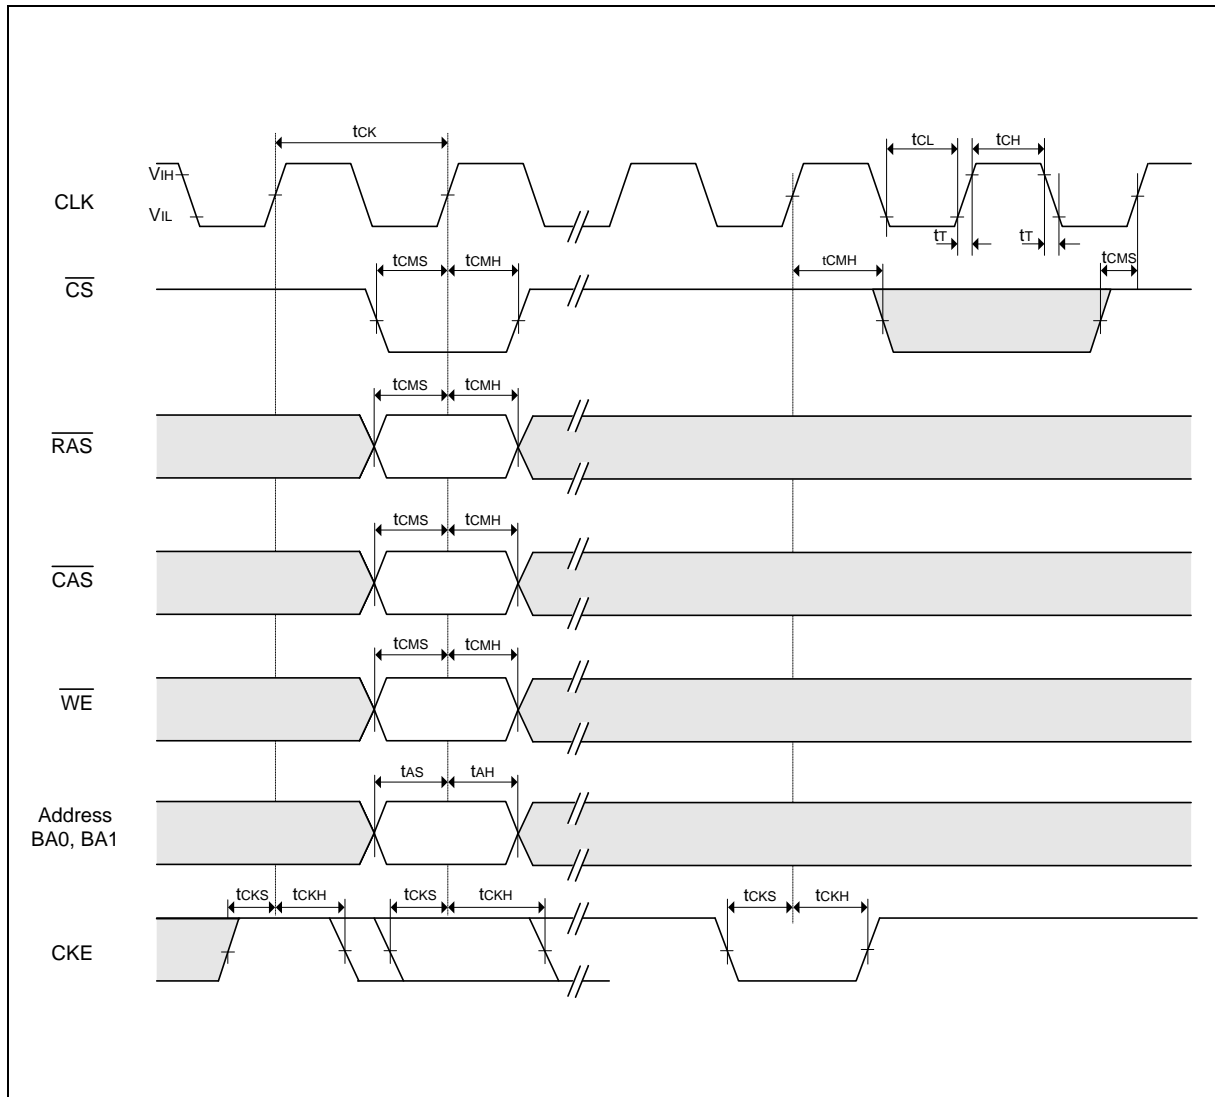 tCK
tCL
tCH
VIH
CLK
VIL
tT
tT
tCMS
tCMH
tCMH
tCMS
CS
tCMS
tCMH
RAS
tCMS
tCMH
CAS
tCMS
tCMH
WE
tAS
tAH
Address
BA0, BA1
tCKS
tCKH
tCKS
tCKH
tCKS
tCKH
CKE